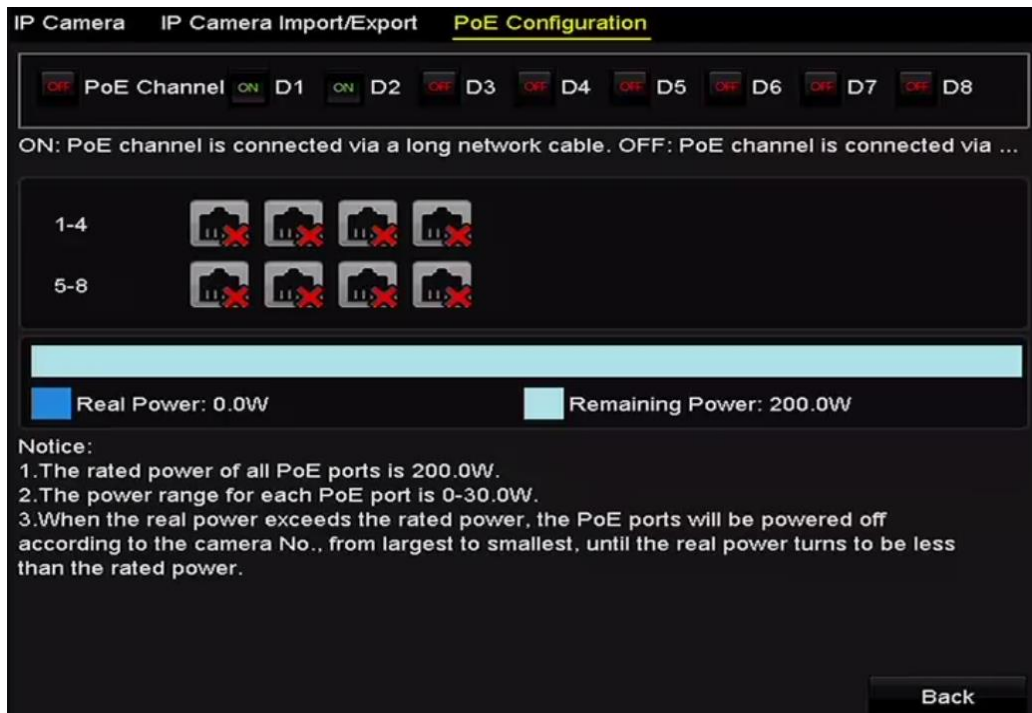 IP Camera IP Camera Import/Export PoE Configuration
OFF PoE Channel ON D1 ON D2 OFF D3 OFF D4 OFF D5 OFF D6 OFF D7 OFF D8
ON: PoE channel is connected via a long network cable. OFF: PoE channel is connected via ...
1-4
5-8
Real Power: 0.0W Remaining Power: 200.0W
Notice:
1.The rated power of all PoE ports is 200.0W.
2.The power range for each PoE port is 0-30.0W.
3.When the real power exceeds the rated power, the PoE ports will be powered off
according to the camera No., from largest to smallest, until the real power turns to be less
than the rated power.
Back